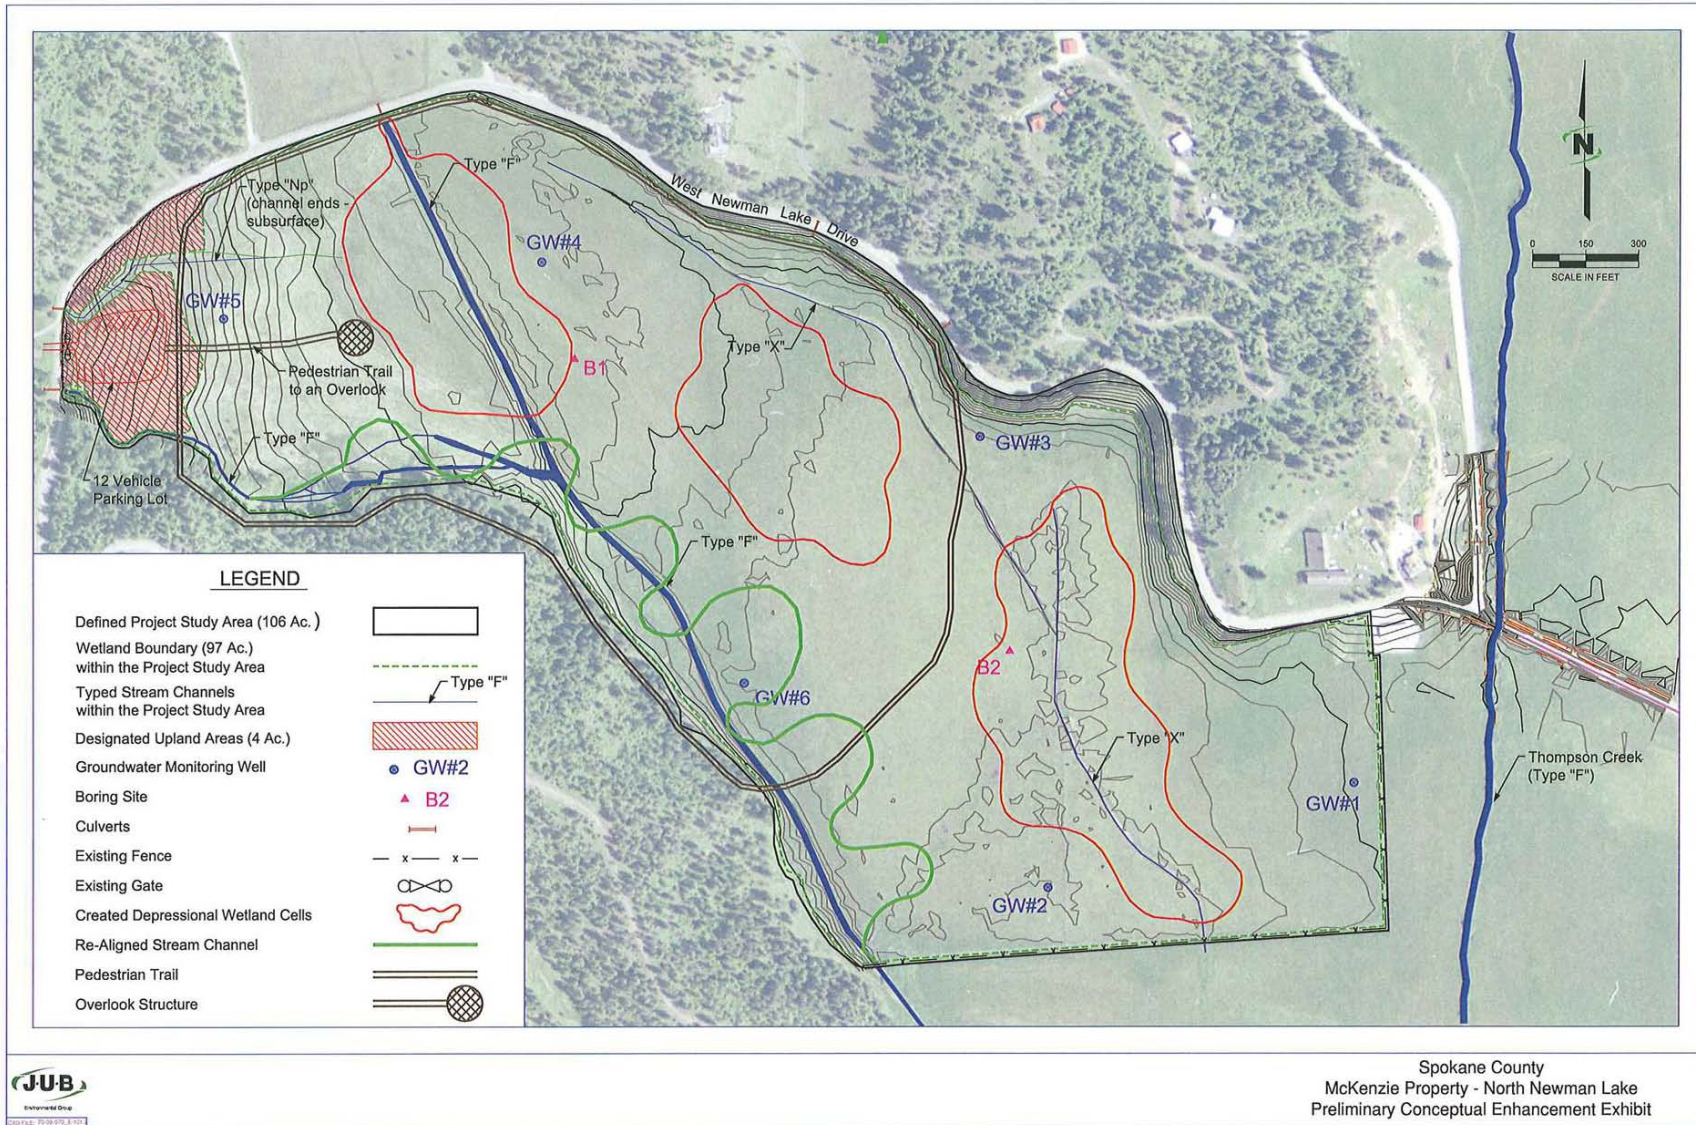 West Newman Lake Drive
N
0 150 300
SCALE IN FEET
Type "F"
Type "Np"
(channel ends -
subsurface)
GW#4
GW#5
Type "X"
B1
Pedestrian Trail
to an Overlook
Type "F"
GW#3
12 Vehicle
Parking Lot
Type "F"
B2
GW#6
Type "X"
Thompson Creek
(Type "F")
GW#1
GW#2
LEGEND
Defined Project Study Area (106 Ac.)
Wetland Boundary (97 Ac.)
within the Project Study Area
Typed Stream Channels
within the Project Study Area
Type "F"
Designated Upland Areas (4 Ac.)
Groundwater Monitoring Well
GW#2
Boring Site
B2
Culverts
Existing Fence
x x
Existing Gate
Created Depressional Wetland Cells
Re-Aligned Stream Channel
Pedestrian Trail
Overlook Structure
J·U·B
Environmental Group
Spokane County
McKenzie Property - North Newman Lake
Preliminary Conceptual Enhancement Exhibit